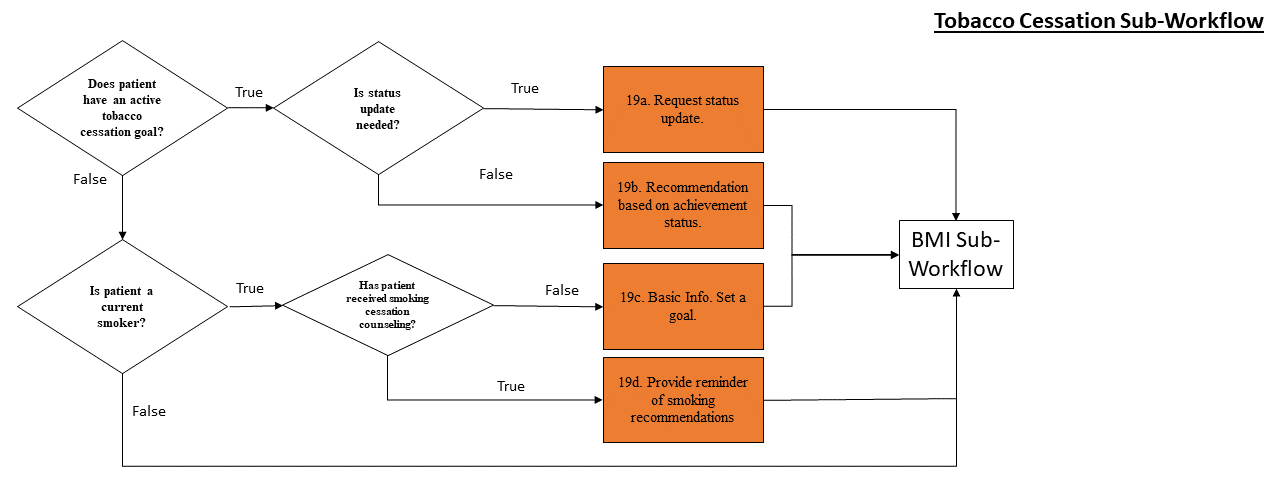 Tobacco Cessation Sub-Workflow
Does patient
have an active
tobacco
cessation goal?
True
Is status
update
needed?
True
19a. Request status
update.
False
False
19b. Recommendation
based on achievement
status.
BMI Sub-
Workflow
Is patient a
current
smoker?
True
Has patient
received smoking
cessation
counseling?
False
19c. Basic Info. Set a
goal.
True
19d. Provide reminder
of smoking
recommendations
False